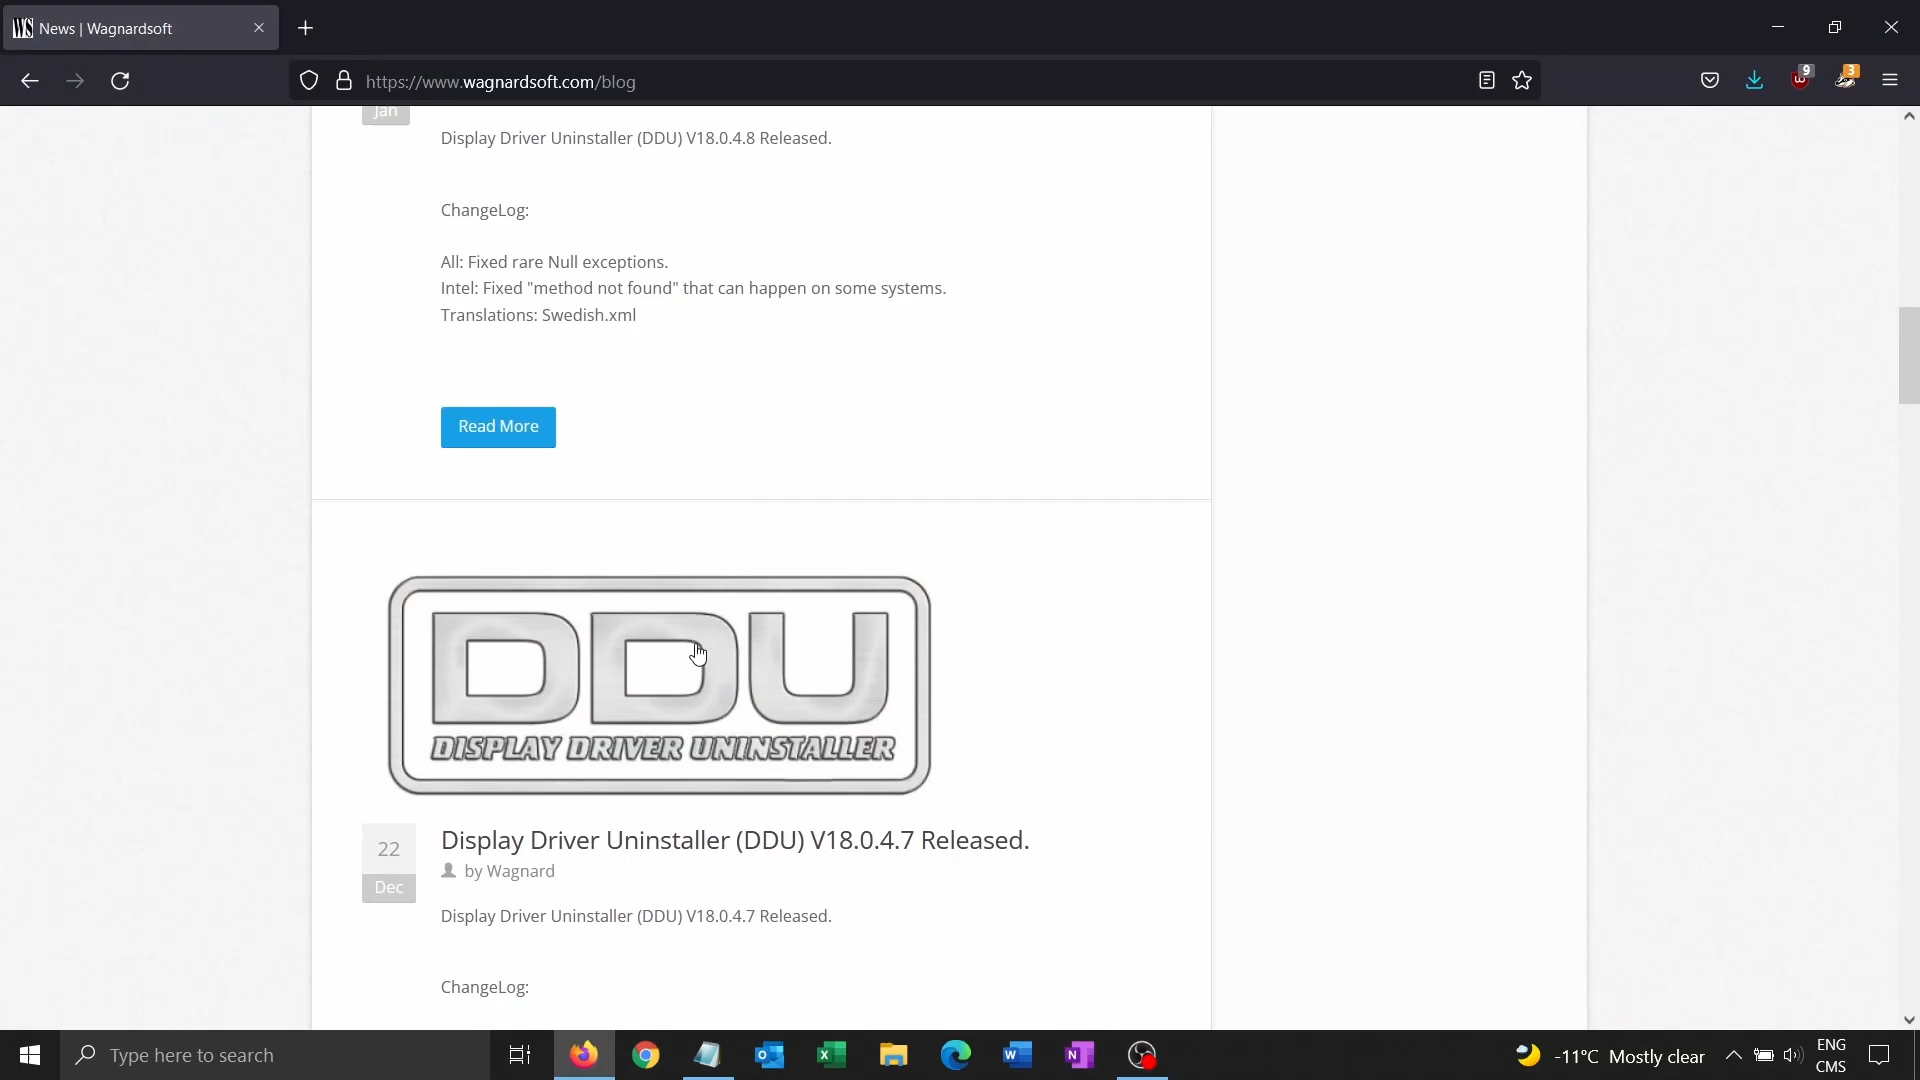 News | Wagnardsoft
https://www.wagnardsoft.com/blog
9
3
Jan
Display Driver Uninstaller (DDU) V18.0.4.8 Released.
ChangeLog:
All: Fixed rare Null exceptions.
Intel: Fixed "method not found" that can happen on some systems.
Translations: Swedish.xml
Read More
DDU
DISPLAY DRIVER UNINSTALLER
22
Dec
Display Driver Uninstaller (DDU) V18.0.4.7 Released.
by Wagnard
Display Driver Uninstaller (DDU) V18.0.4.7 Released.
ChangeLog:
Type here to search
-11°C Mostly clear
ENG
CMS